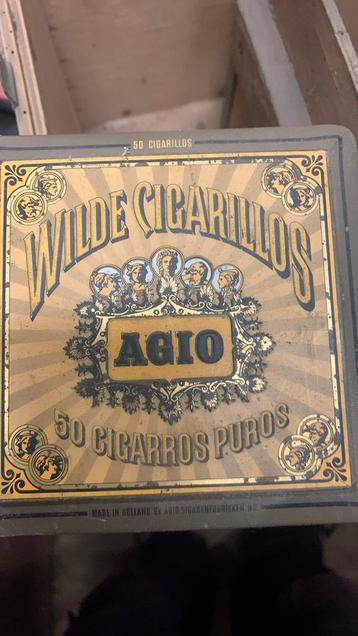 50 CIGARILLOS
WILDE CIGARILLOS
AGIO
50 CIGARROS PUROS
MADE IN HOLLAND BY AGIO SIGARENFABRIEKEN N.V.